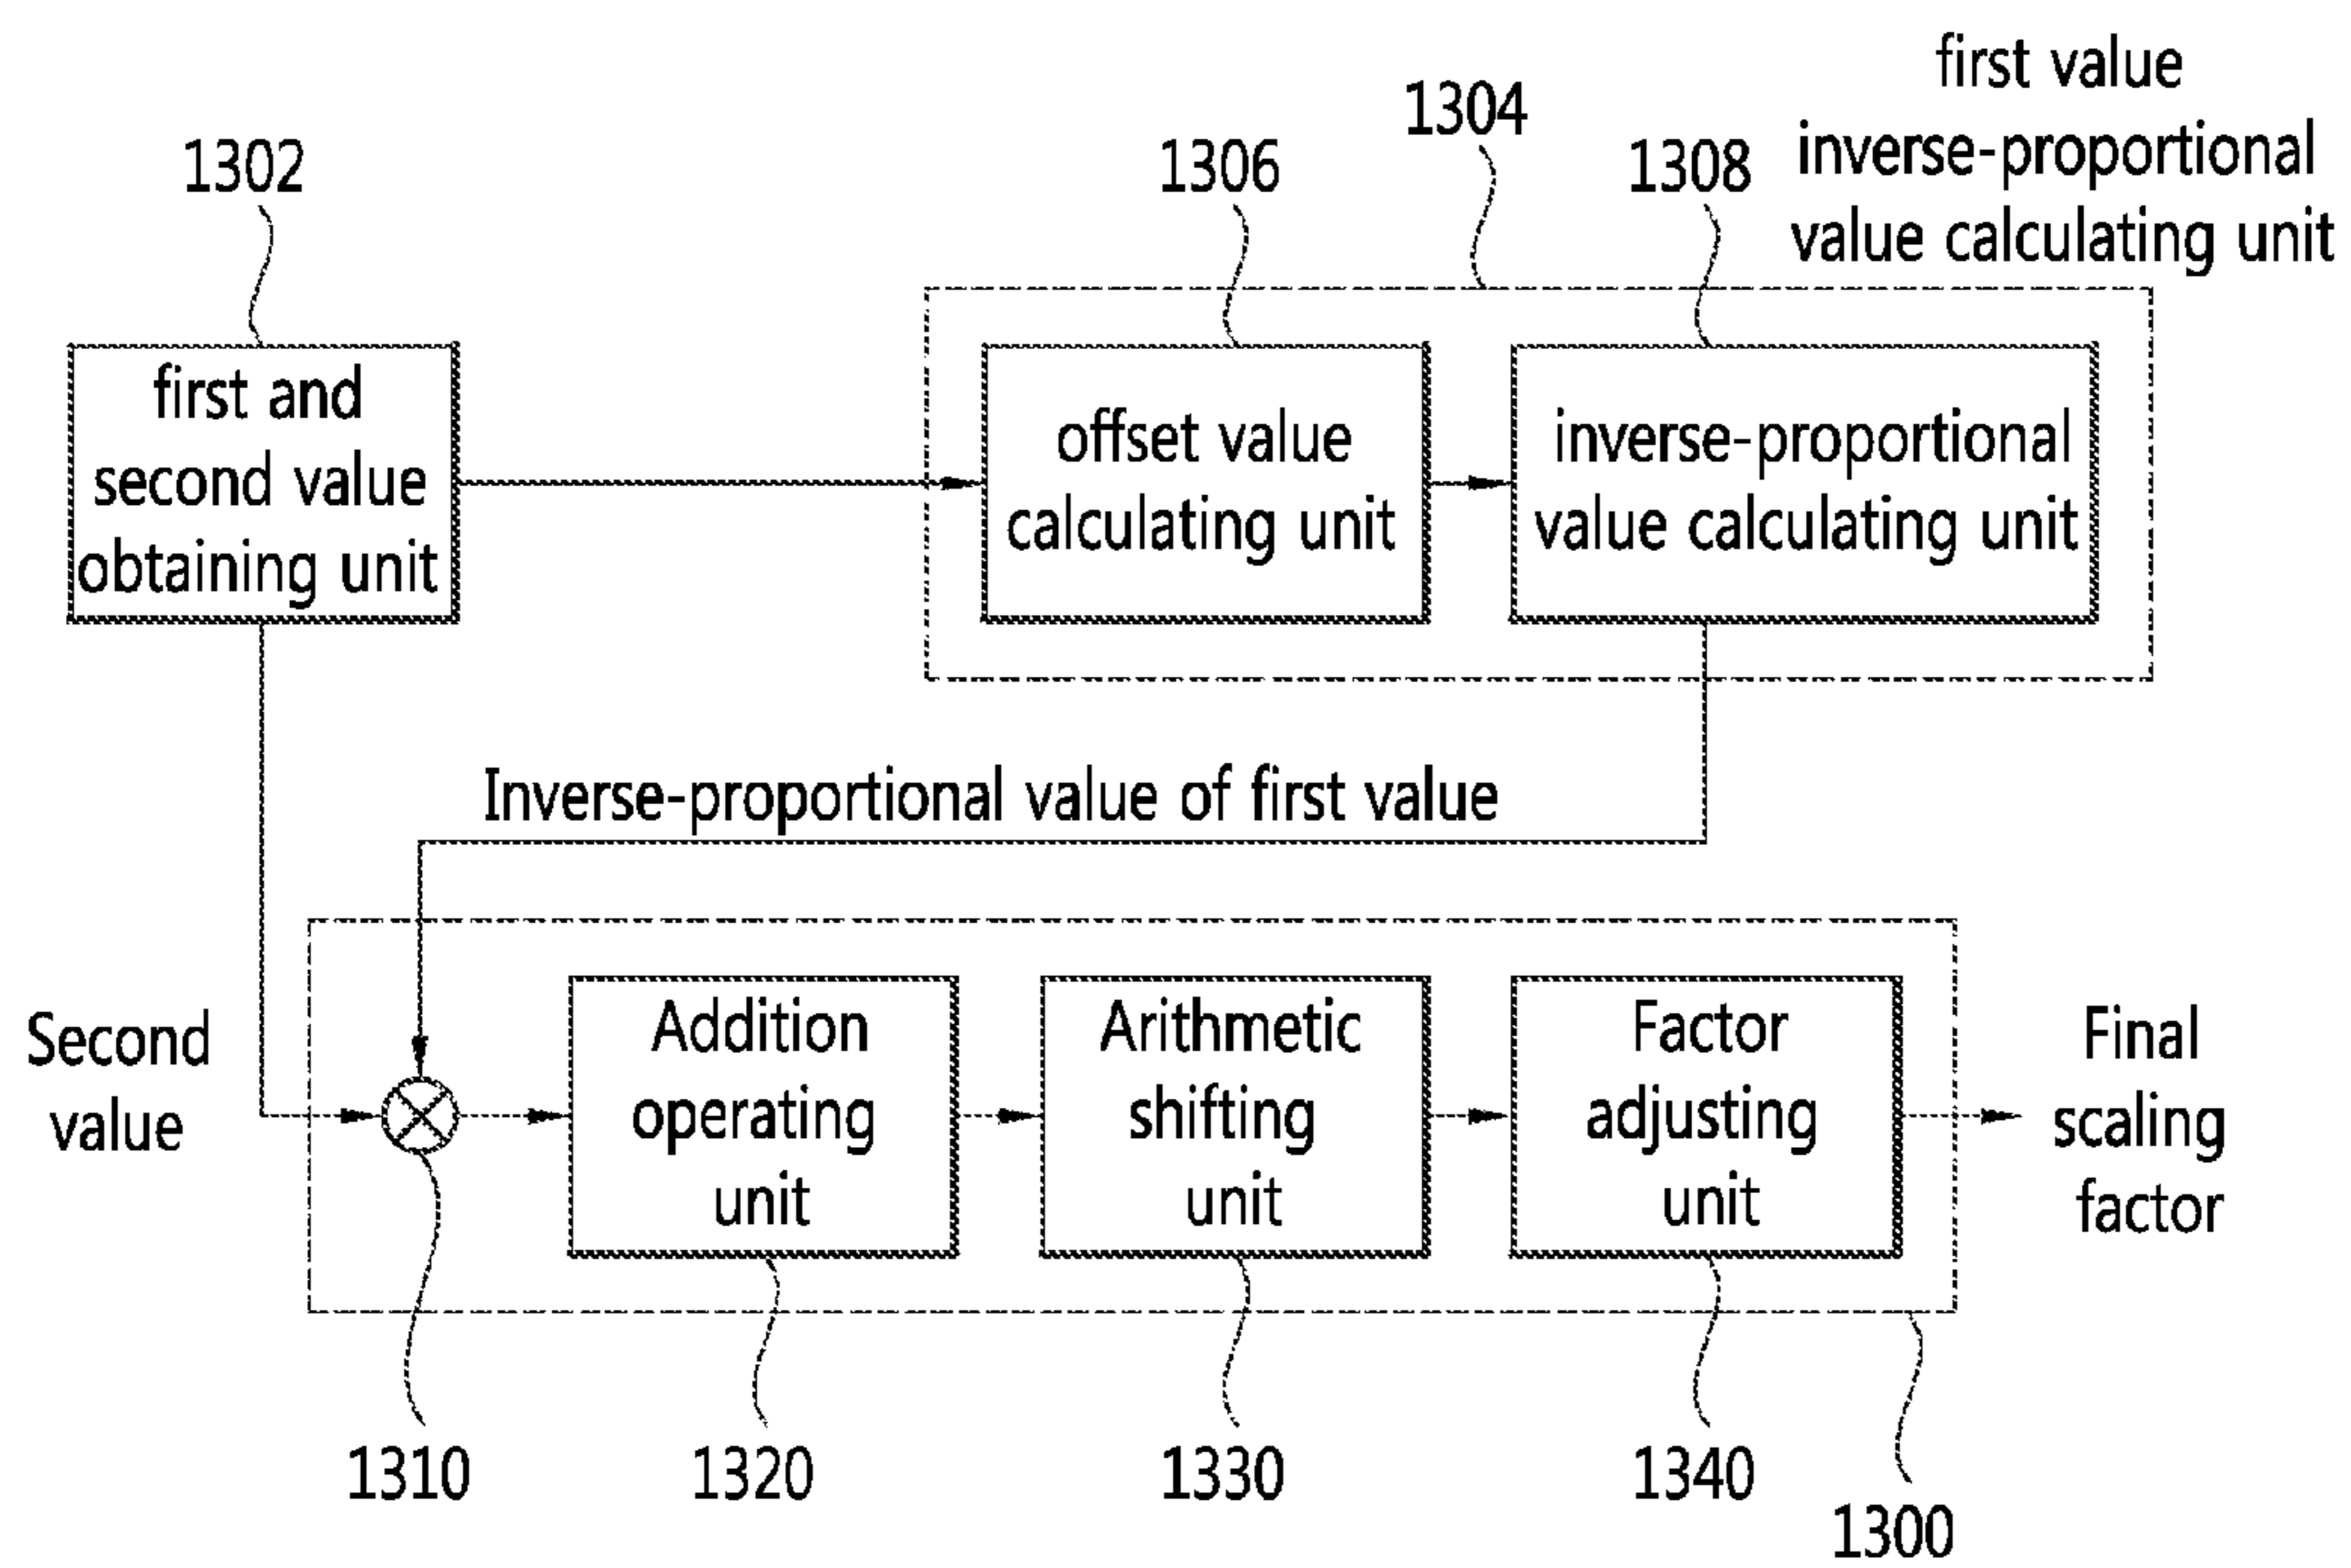 first value
inverse-proportional
value calculating unit
1304
1302
1306
1308
first and
second value
obtaining unit
offset value
calculating unit
inverse-proportional
value calculating unit
Inverse-proportional value of first value
Second
value
Addition
operating
unit
Arithmetic
shifting
unit
Factor
adjusting
unit
Final
scaling
factor
1310
1320
1330
1340
1300